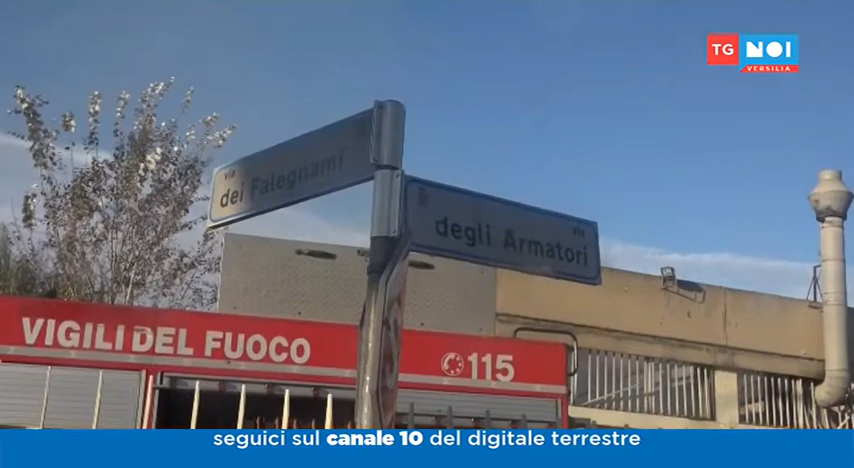 TG NOI
VERSILIA
via
dei Falegnami
via
degli Armatori
VIGILI DEL FUOCO
115
seguici sul canale 10 del digitale terrestre